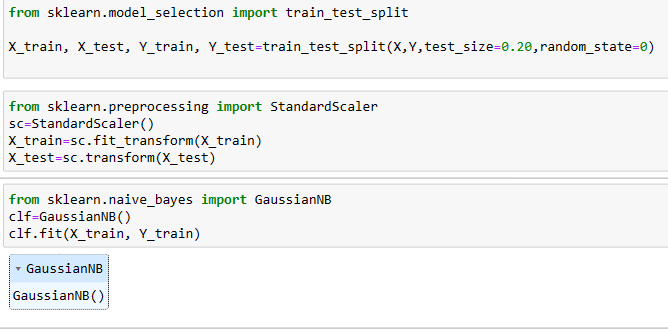 from sklearn.model_selection import train_test_split
X_train, X_test, Y_train, Y_test=train_test_split(X,Y,test_size=0.20,random_state=0)
from sklearn.preprocessing import StandardScaler
sc=StandardScaler()
X_train=sc.fit_transform(X_train)
X_test=sc.transform(X_test)
from sklearn.naive_bayes import GaussianNB
clf=GaussianNB()
clf.fit(X_train, Y_train)
▾ GaussianNB
GaussianNB()